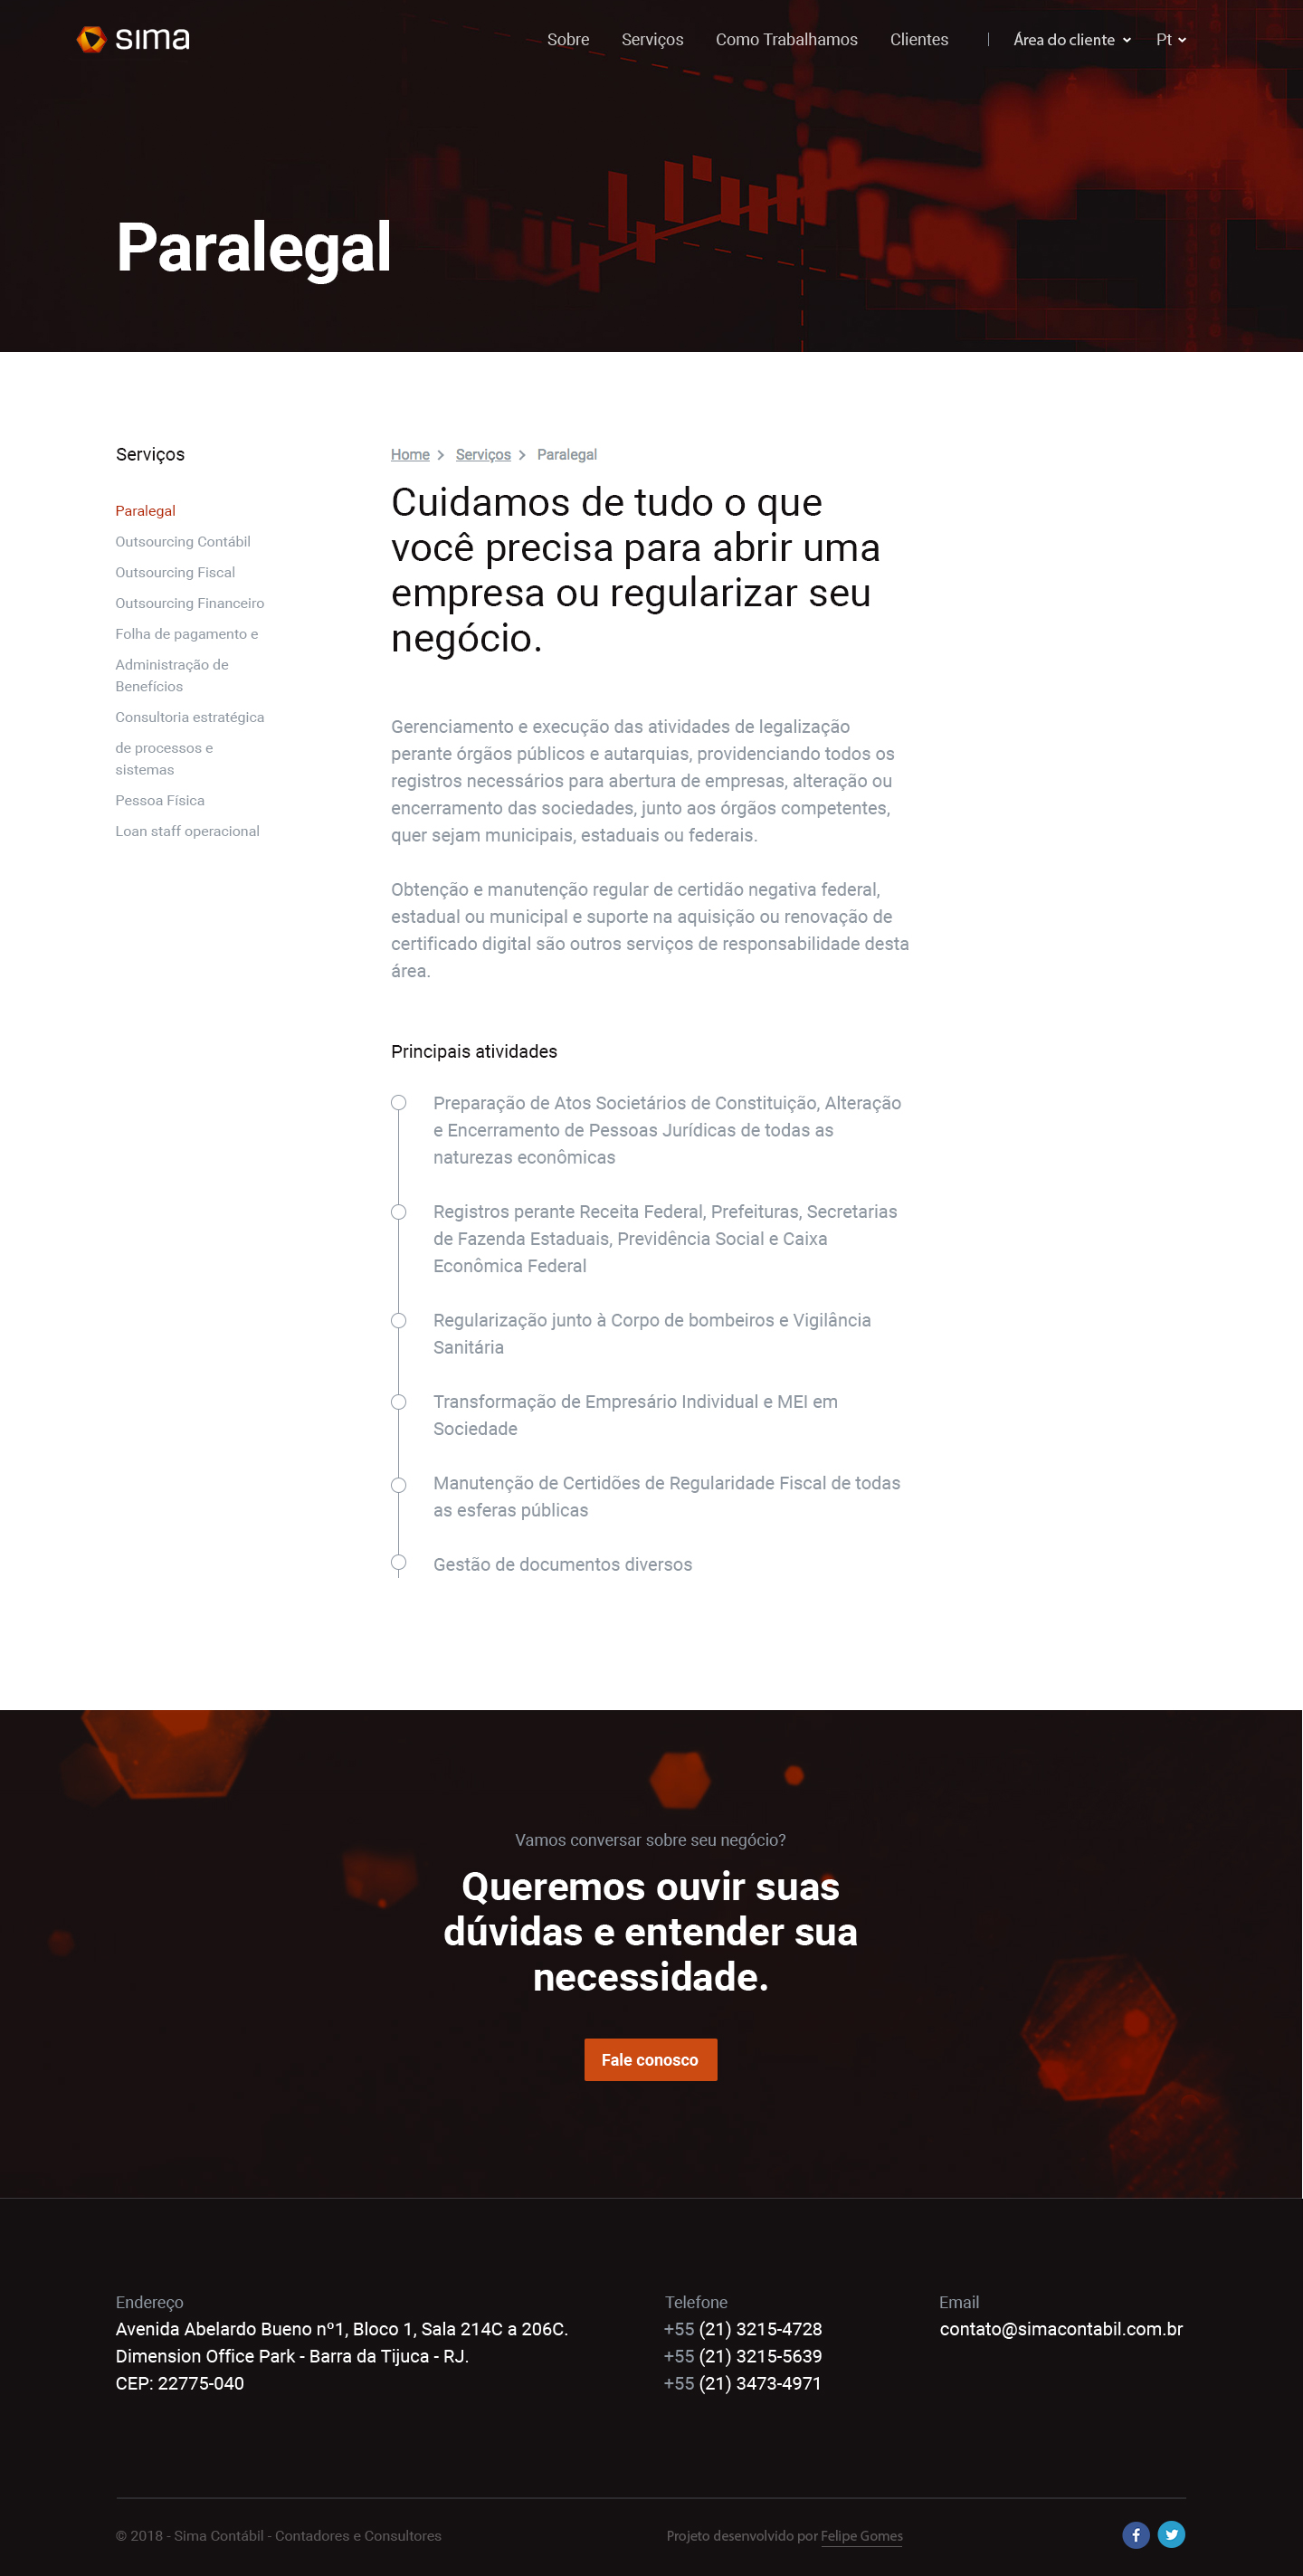 sima
Sobre Serviços Como Trabalhamos Clientes | Área do cliente Pt
Paralegal
Serviços
Paralegal
Outsourcing Contábil
Outsourcing Fiscal
Outsourcing Financeiro
Folha de pagamento e
Administração de
Benefícios
Consultoria estratégica
de processos e
sistemas
Pessoa Física
Loan staff operacional
Home > Serviços > Paralegal
Cuidamos de tudo o que
você precisa para abrir uma
empresa ou regularizar seu
negócio.
Gerenciamento e execução das atividades de legalização
perante órgãos públicos e autarquias, providenciando todos os
registros necessários para abertura de empresas, alteração ou
encerramento das sociedades, junto aos órgãos competentes,
quer sejam municipais, estaduais ou federais.
Obtenção e manutenção regular de certidão negativa federal,
estadual ou municipal e suporte na aquisição ou renovação de
certificado digital são outros serviços de responsabilidade desta
área.
Principais atividades
Preparação de Atos Societários de Constituição, Alteração
e Encerramento de Pessoas Jurídicas de todas as
naturezas econômicas
Registros perante Receita Federal, Prefeituras, Secretarias
de Fazenda Estaduais, Previdência Social e Caixa
Econômica Federal
Regularização junto à Corpo de bombeiros e Vigilância
Sanitária
Transformação de Empresário Individual e MEI em
Sociedade
Manutenção de Certidões de Regularidade Fiscal de todas
as esferas públicas
Gestão de documentos diversos
Vamos conversar sobre seu negócio?
Queremos ouvir suas
dúvidas e entender sua
necessidade.
Fale conosco
Endereço
Avenida Abelardo Bueno nº1, Bloco 1, Sala 214C a 206C.
Dimension Office Park - Barra da Tijuca - RJ.
CEP: 22775-040
Telefone
+55 (21) 3215-4728
+55 (21) 3215-5639
+55 (21) 3473-4971
Email
contato@simacontabil.com.br
© 2018 - Sima Contábil - Contadores e Consultores
Projeto desenvolvido por Felipe Gomes